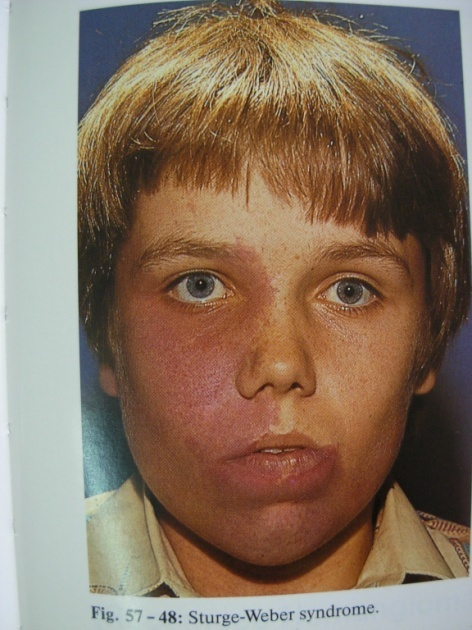 Fig. 57 – 48: Sturge-Weber syndrome.